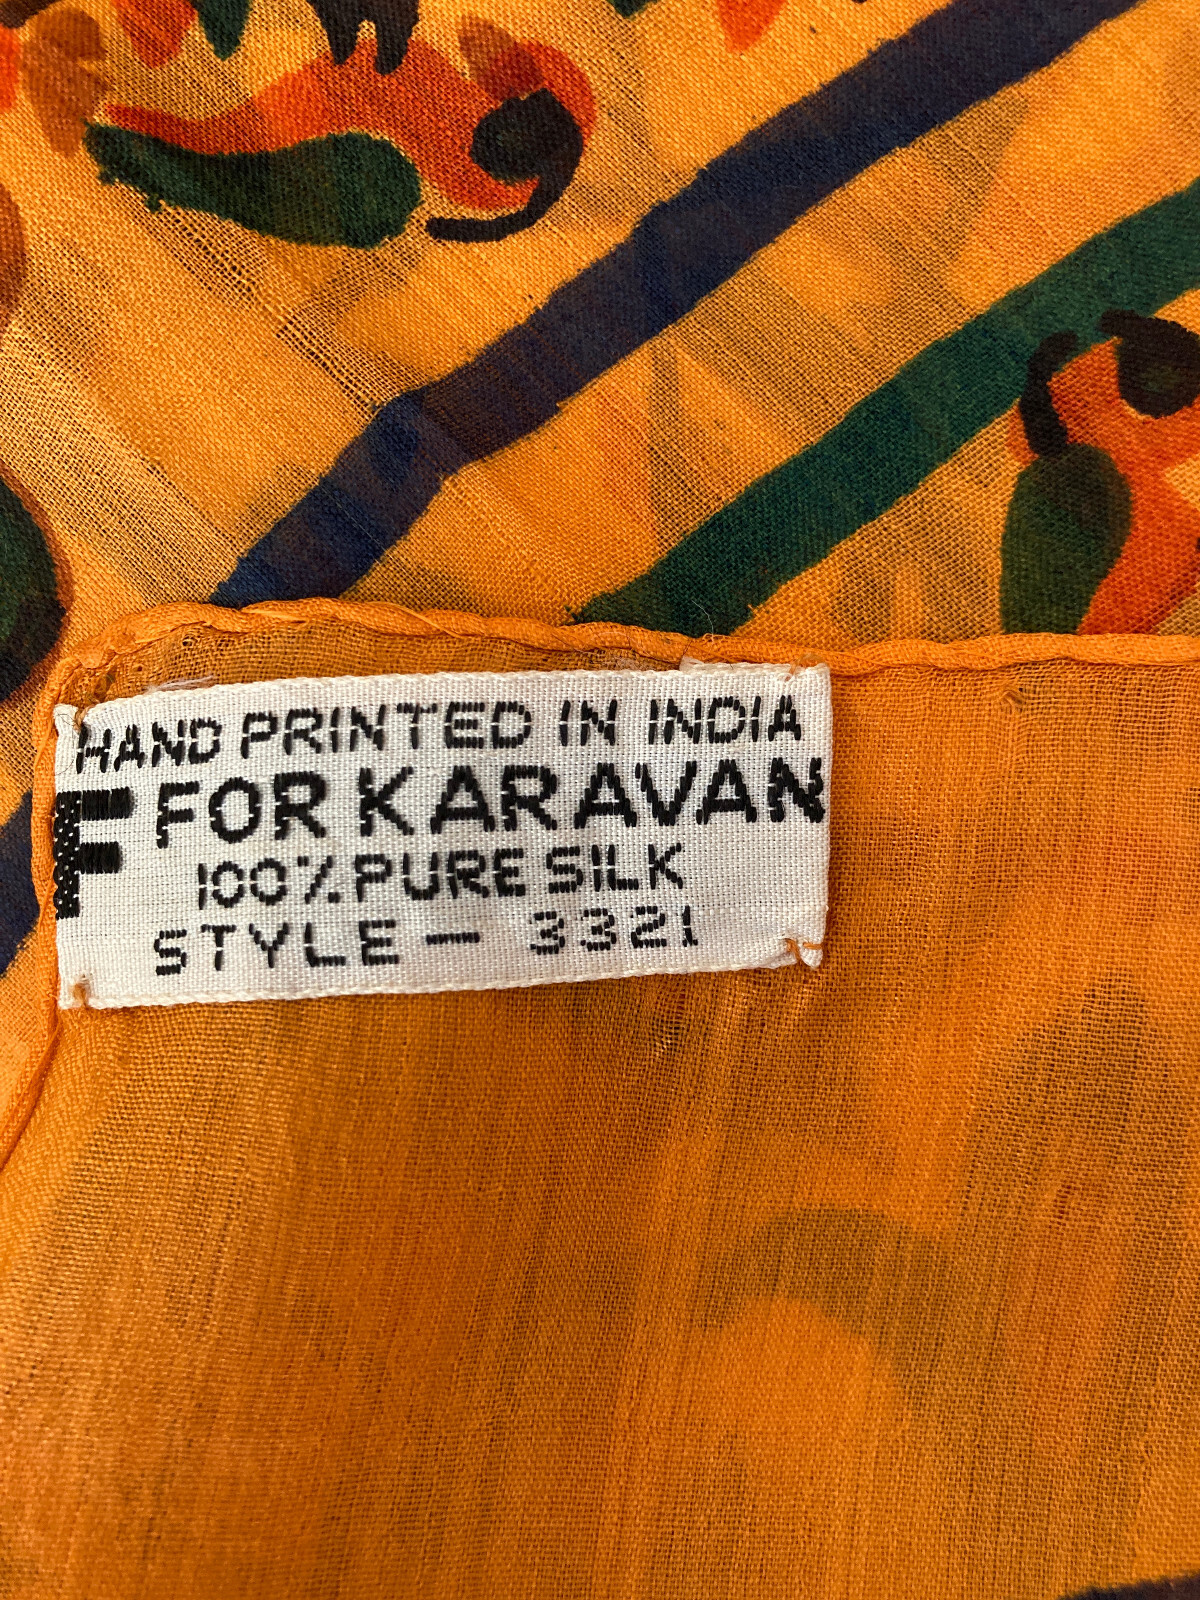 HAND PRINTED IN INDIA
F FOR KARAVAN
100% PURE SILK
STYLE — 3321